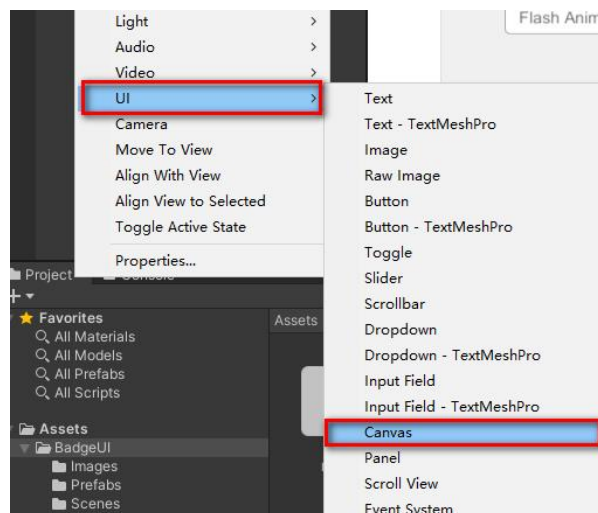 Light
Audio
Video
UI
Camera
Move To View
Align With View
Align View to Selected
Toggle Active State
Properties...
Flash Anim
Text
Text - TextMeshPro
Image
Raw Image
Button
Button - TextMeshPro
Toggle
Slider
Scrollbar
Dropdown
Dropdown - TextMeshPro
Input Field
Input Field - TextMeshPro
Canvas
Panel
Scroll View
Event System
Project
Console
Favorites
All Materials
All Models
All Prefabs
All Scripts
Assets
BadgeUI
Images
Prefabs
Scenes
Assets